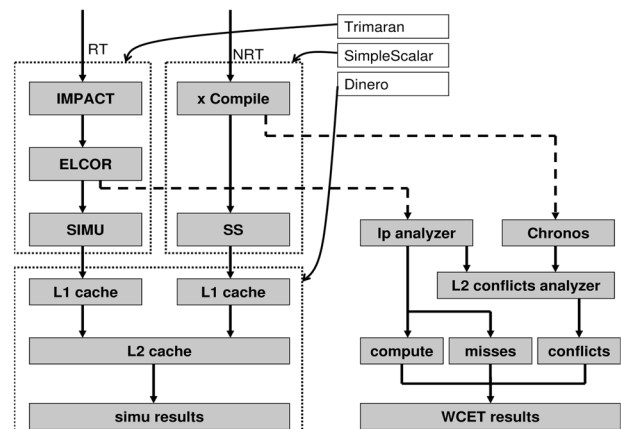 RT
NRT
Trimaran
SimpleScalar
Dinero
IMPACT
x Compile
ELCOR
SIMU
SS
Ip analyzer
Chronos
L1 cache
L1 cache
L2 conflicts analyzer
L2 cache
compute
misses
conflicts
simu results
WCET results